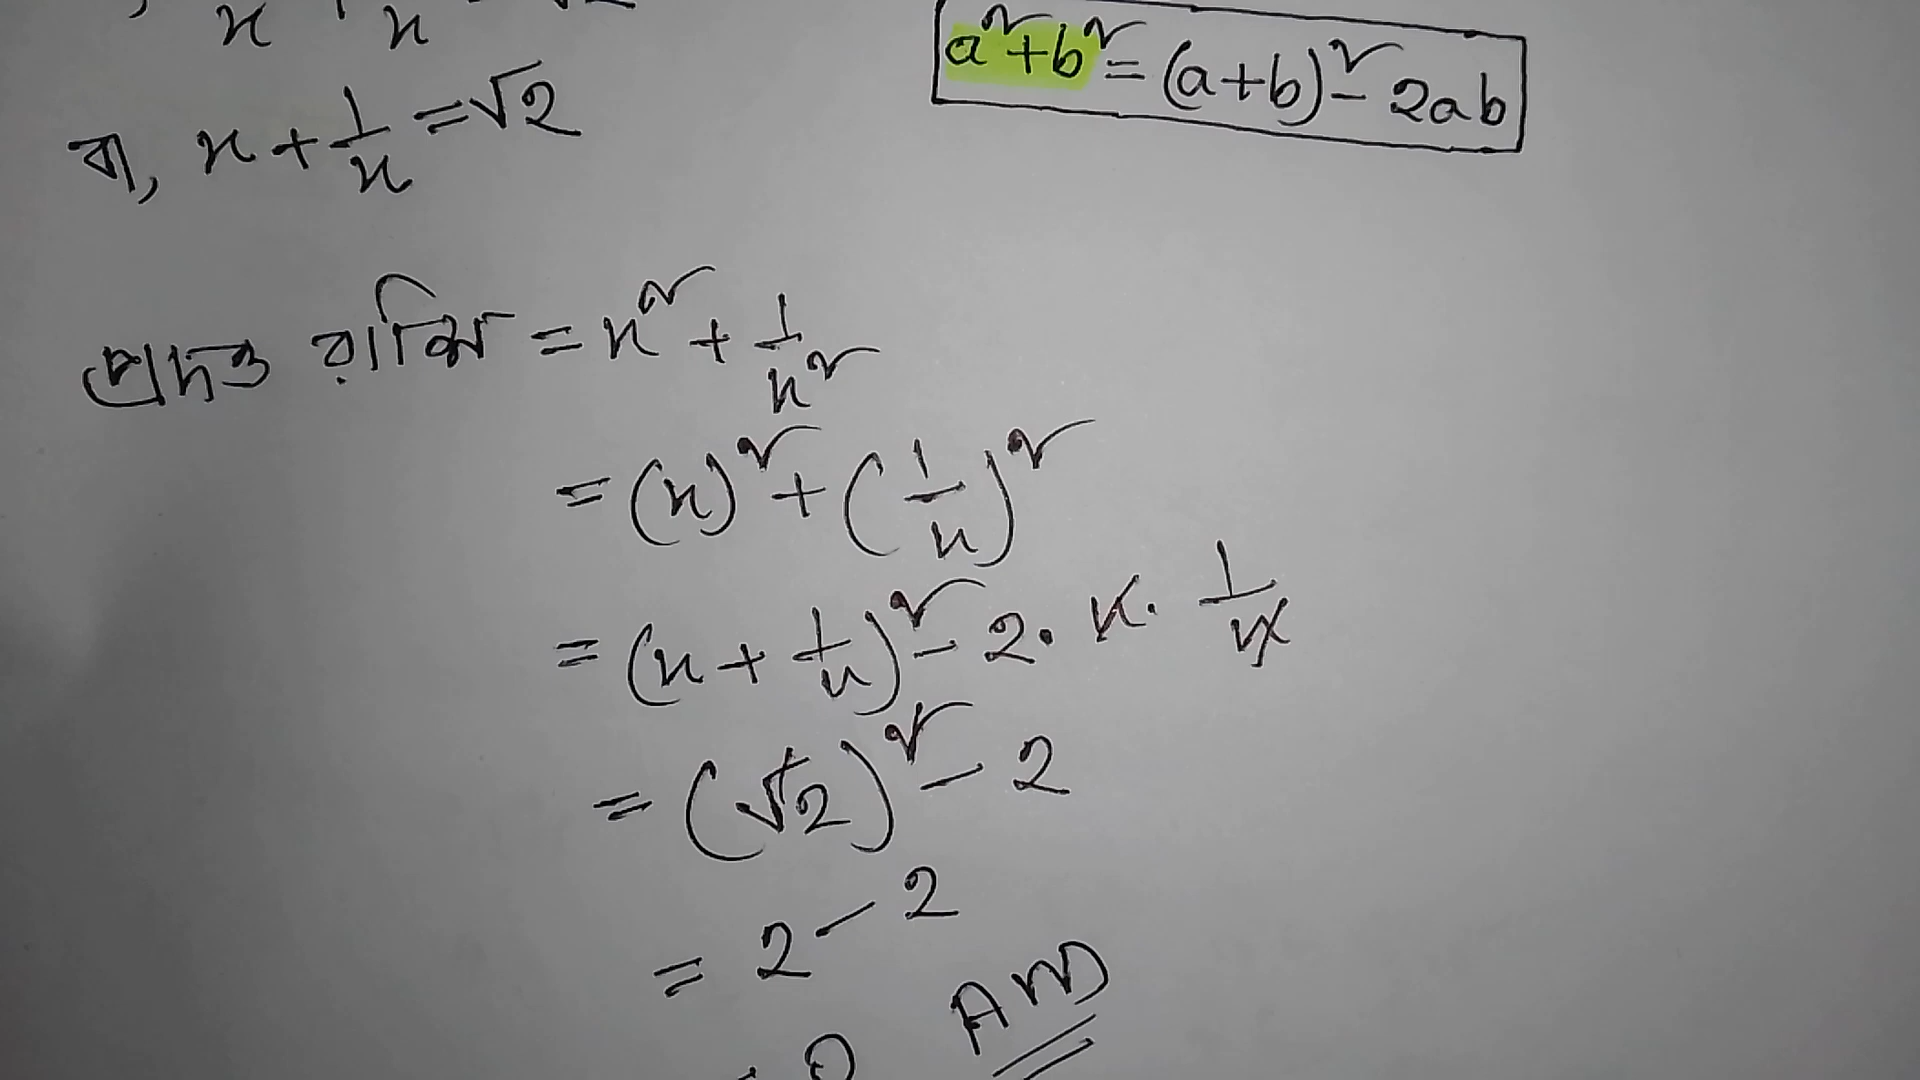 a² + b² = (a+b)² - 2ab
বা, x + 1/x = √2
প্রদত্ত রাশি = x² + 1/x²
= (x)² + (1/x)²
= (x + 1/x)² - 2 . x . 1/x
= (√2)² - 2
= 2 - 2
= 0 Ans